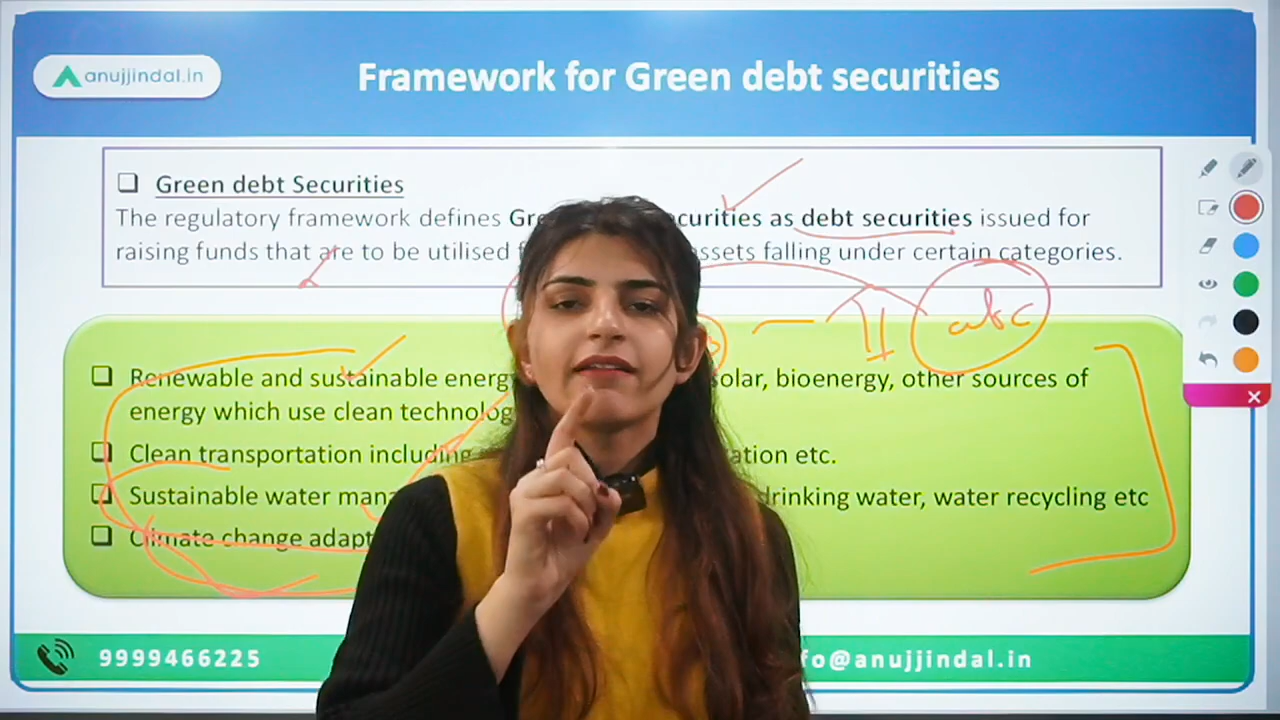 anujjindal.in
Framework for Green debt securities
Green debt Securities
The regulatory framework defines curities as debt securities issued for
raising funds that are to be utilised ssets falling under certain categories.
abc
Renewable and sustainable energ olar, bioenergy, other sources of
energy which use clean technolog
Clean transportation including ation etc.
Sustainable water mana drinking water, water recycling etc
Climate change adapt
9999466225
fo@anujjindal.in